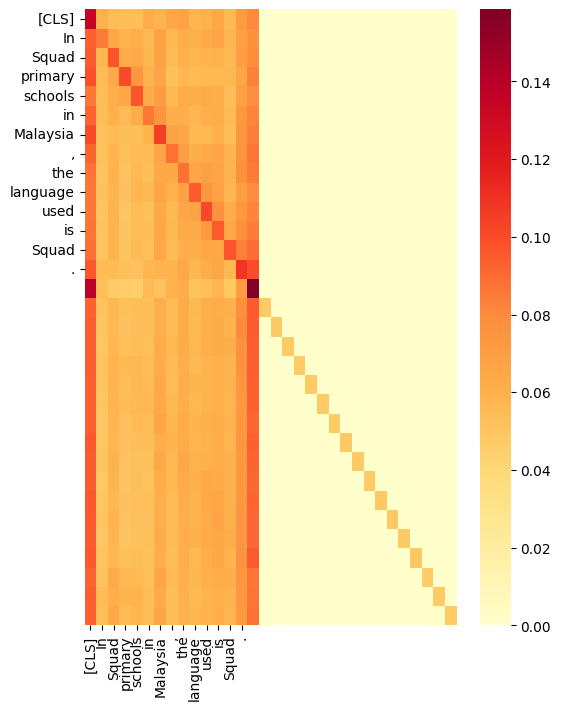 [CLS]
In
Squad
primary
schools
in
Malaysia
,
the
language
used
is
Squad
.
0.14
0.12
0.10
0.08
0.06
0.04
0.02
0.00
[CLS]
In
Squad
primary
schools
in
Malaysia
,
the
language
used
is
Squad
.